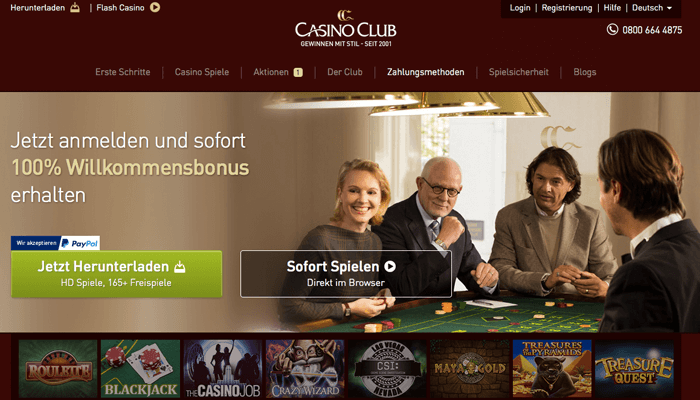 Herunterladen | Flash Casino
Login | Registrierung | Hilfe | Deutsch
CC
CASINO CLUB
GEWINNEN MIT STIL - SEIT 2001
0800 664 4875
Erste Schritte | Casino Spiele | Aktionen 1 | Der Club | Zahlungsmethoden | Spielsicherheit | Blogs
Jetzt anmelden und sofort
100% Willkommensbonus
erhalten
Wir akzeptieren PayPal
Jetzt Herunterladen
HD Spiele, 165+ Freispiele
Sofort Spielen
Direkt im Browser
ROULETTE
BLACKJACK
THE CASINO JOB
CRAZY WIZARD
LAS VEGAS
CSI:
MAYA GOLD
TREASURES
OF THE PYRAMIDS
TREASURE
QUEST